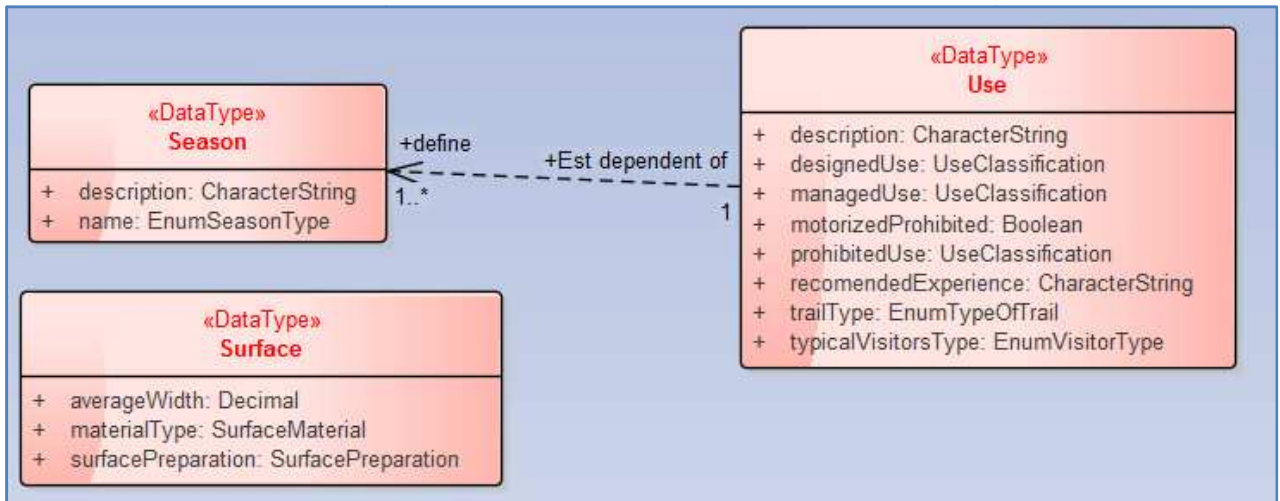 «DataType»
Season
+ description: CharacterString
+ name: EnumSeasonType
+define
1..*
+Est dependent of
1
«DataType»
Use
+ description: CharacterString
+ designedUse: UseClassification
+ managedUse: UseClassification
+ motorizedProhibited: Boolean
+ prohibitedUse: UseClassification
+ recomendedExperience: CharacterString
+ trailType: EnumTypeOfTrail
+ typicalVisitorsType: EnumVisitorType
«DataType»
Surface
+ averageWidth: Decimal
+ materialType: SurfaceMaterial
+ surfacePreparation: SurfacePreparation